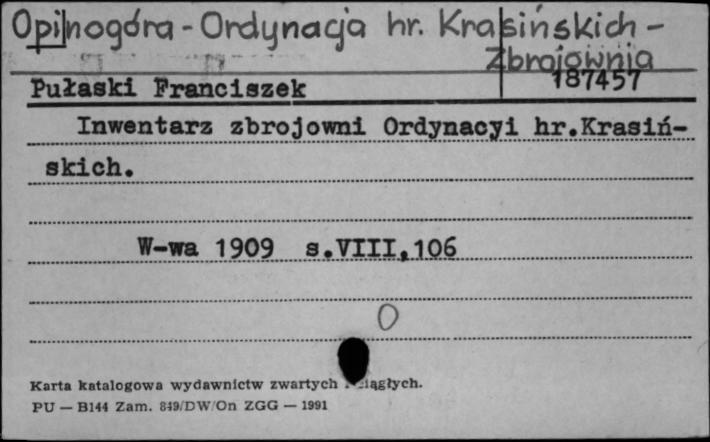 Opinogóra - Ordynacja hr. Krasińskich -
Zbrojownia
187457
Pułaski Franciszek
Inwentarz zbrojowni Ordynacyi hr.Krasiń-
skich.
W-wa 1909 s.VIII,106
O
Karta katalogowa wydawnictw zwartych i ciągłych.
PU — B144 Zam. 849/DW/On ZGG — 1991